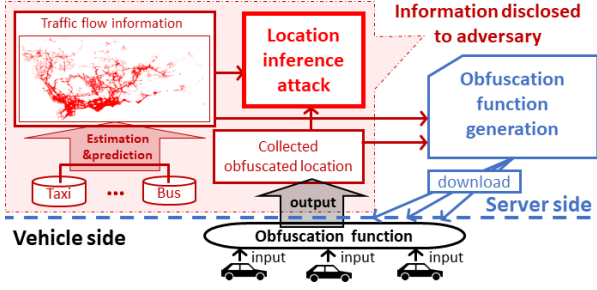 Traffic flow information
Location
inference
attack
Information disclosed
to adversary
Obfuscation
function
generation
Estimation
&prediction
Collected
obfuscated location
Taxi
...
Bus
download
output
Server side
Vehicle side
Obfuscation function
input
input
input